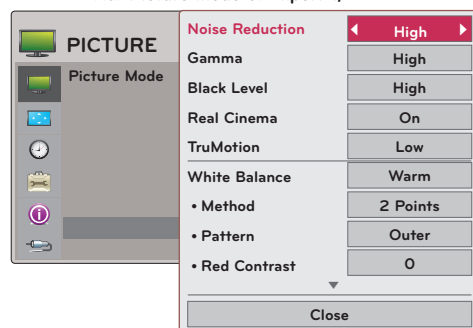 PICTURE
Picture Mode
Noise Reduction High
Gamma High
Black Level High
Real Cinema On
TruMotion Low
White Balance Warm
• Method 2 Points
• Pattern Outer
• Red Contrast 0
Close